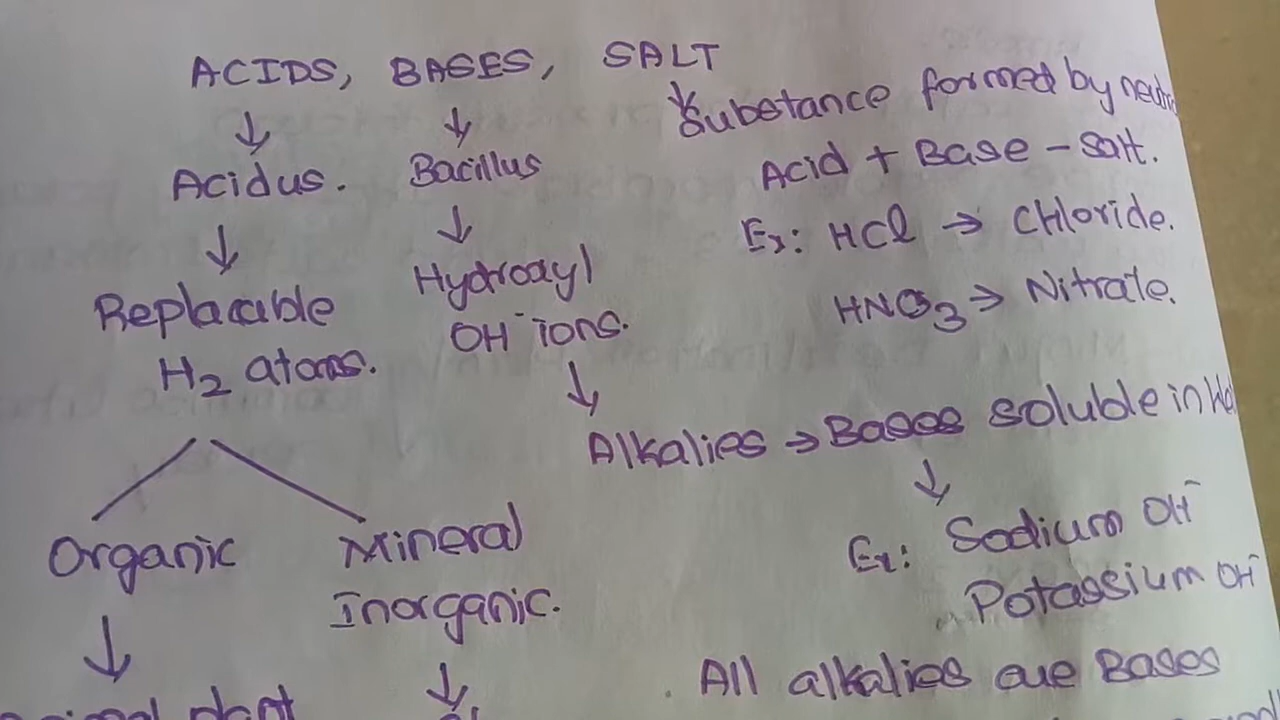 ACIDS, BASES, SALT
↓ ↓ ↓
Acidus. Bacillus Substance formed by
↓ ↓ Acid + Base - Salt.
Replacable Hydroxyl Ex: HCl → Chloride.
H2 atoms. OH⁻ ions. HNO3 → Nitrate.
↓
Alkalies → Bases soluble in
↓
Organic Mineral Ex: Sodium OH⁻
Inorganic. Potassium OH⁻
↓ ↓
plant All alkalies are Bases